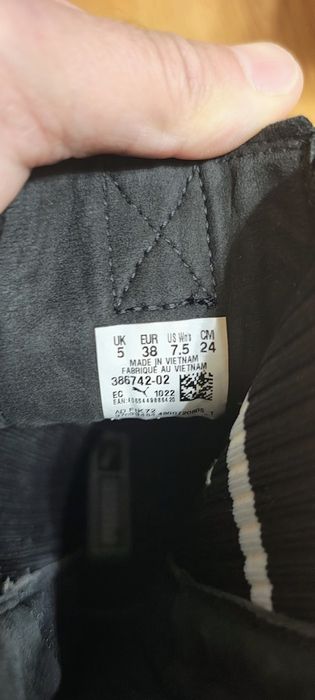 UK EUR US Wn's CM
5 38 7.5 24
MADE IN VIETNAM
FABRIQUÉ AU VIETNAM
386742-02
EC 1022